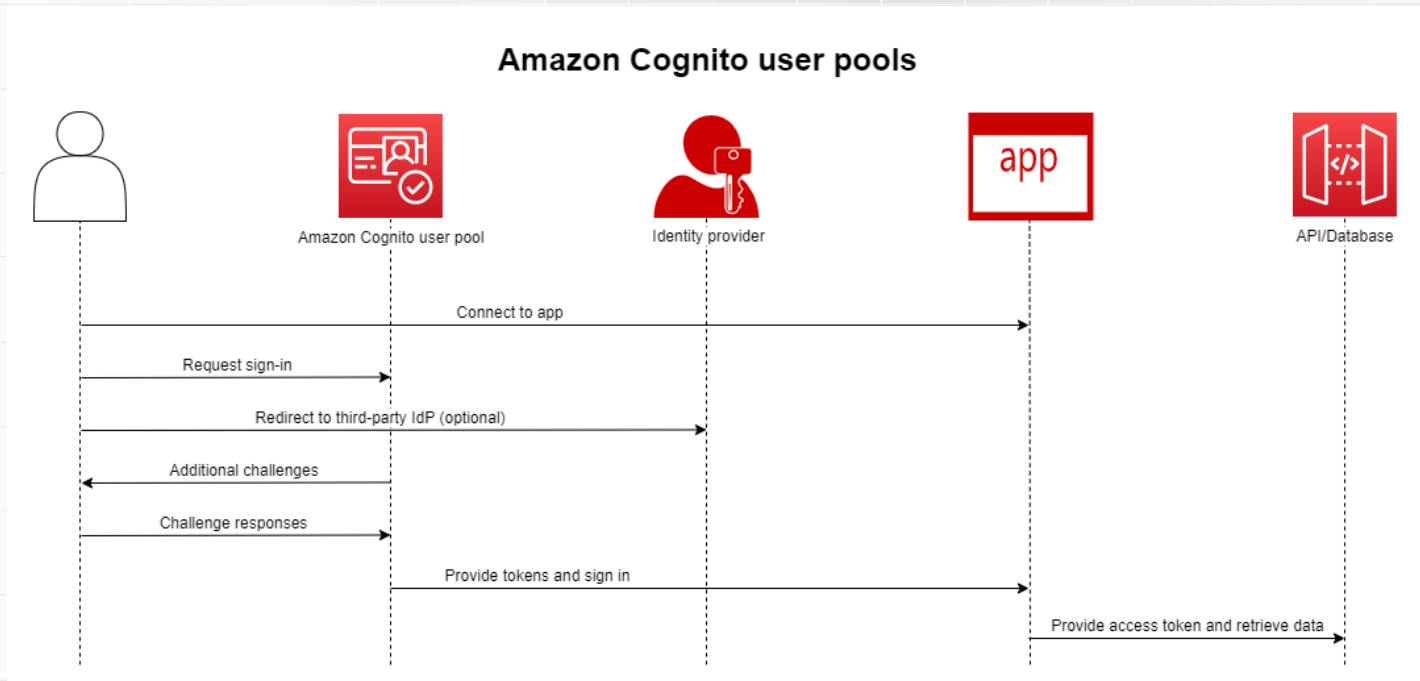 Amazon Cognito user pools
app
</>
Amazon Cognito user pool
Identity provider
API/Database
Connect to app
Request sign-in
Redirect to third-party IdP (optional)
Additional challenges
Challenge responses
Provide tokens and sign in
Provide access token and retrieve data